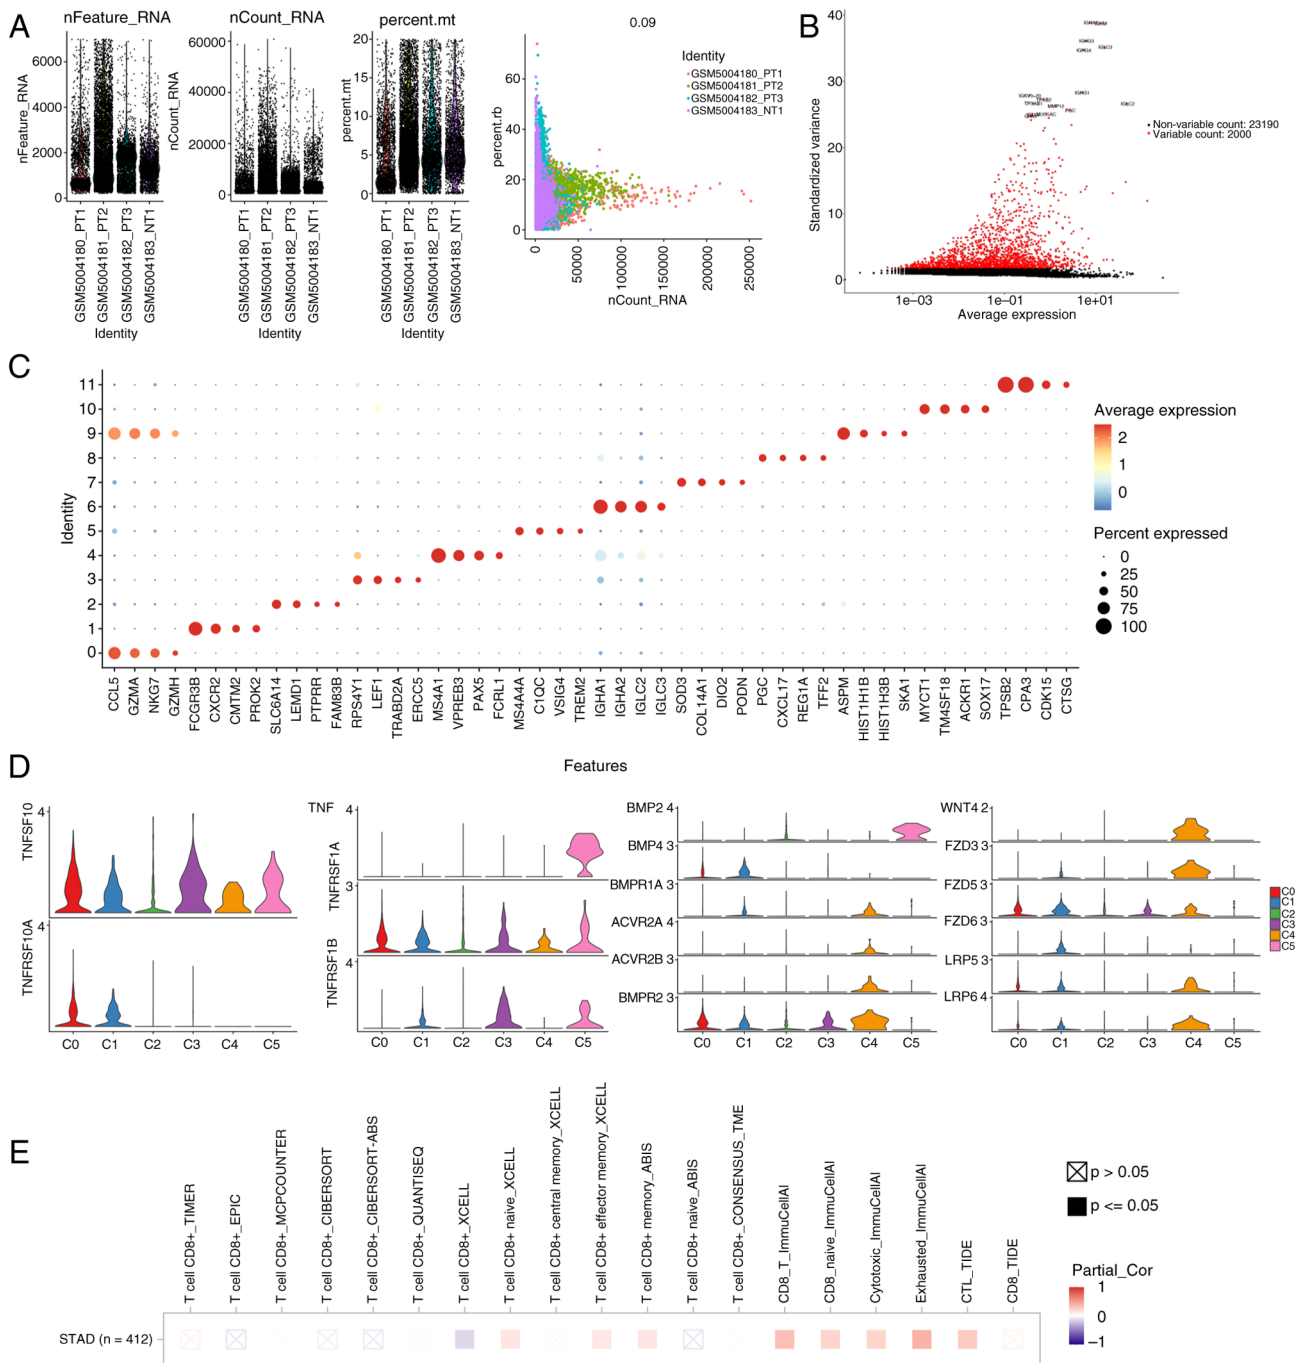 A
nFeature_RNA
nCount_RNA
percent.mt
0.09
nFeature_RNA
6000
4000
2000
0
nCount_RNA
60000
40000
20000
0
percent.mt
20
15
10
5
0
percent.rb
60
40
20
0
Identity
GSM5004180_PT1
GSM5004181_PT2
GSM5004182_PT3
GSM5004183_NT1
GSM5004180_PT1
GSM5004181_PT2
GSM5004182_PT3
GSM5004183_NT1
Identity
GSM5004180_PT1
GSM5004181_PT2
GSM5004182_PT3
GSM5004183_NT1
Identity
GSM5004180_PT1
GSM5004181_PT2
GSM5004182_PT3
GSM5004183_NT1
Identity
0
50000
100000
150000
200000
250000
nCount_RNA
B
Standardized variance
40
30
20
10
0
IGHG3
IGLC3
IGHG4
IGHG1
IGLC2
TPSB2
TPSAB1
MMP12
Non-variable count: 23190
Variable count: 2000
1e−03
1e−01
1e+01
Average expression
C
Identity
11
10
9
8
7
6
5
4
3
2
1
0
CCL5
GZMA
NKG7
GZMH
FCGR3B
CXCR2
CMTM2
PROK2
SLC6A14
LEMD1
PTPRR
FAM83B
RPS4Y1
LEF1
TRABD2A
ERCC5
MS4A1
VPREB3
PAX5
FCRL1
MS4A4A
C1QC
VSIG4
TREM2
IGHA1
IGHA2
IGLC2
IGLC3
SOD3
COL14A1
DIO2
PODN
PGC
CXCL17
REG1A
TFF2
ASPM
HIST1H1B
HIST1H3B
SKA1
MYCT1
TM4SF18
ACKR1
SOX17
TPSB2
CPA3
CDK15
CTSG
Features
Average expression
2
1
0
Percent expressed
0
25
50
75
100
D
TNFSF10
4
TNFRSF10A
4
C0 C1 C2 C3 C4 C5
TNF
4
TNFRSF1A
3
TNFRSF1B
4
C0 C1 C2 C3 C4 C5
BMP2 4
BMP4 3
BMPR1A 3
ACVR2A 4
ACVR2B 3
BMPR2 3
C0 C1 C2 C3 C4 C5
WNT4 2
FZD3 3
FZD5 3
FZD6 3
LRP5 3
LRP6 4
C0 C1 C2 C3 C4 C5
C0
C1
C2
C3
C4
C5
E
T cell CD8+_TIMER
T cell CD8+_EPIC
T cell CD8+_MCPCOUNTER
T cell CD8+_CIBERSORT
T cell CD8+_CIBERSORT-ABS
T cell CD8+_QUANTISEQ
T cell CD8+_XCELL
T cell CD8+ naive_XCELL
T cell CD8+ central memory_XCELL
T cell CD8+ effector memory_XCELL
T cell CD8+ memory_ABIS
T cell CD8+ naive_ABIS
T cell CD8+_CONSENSUS_TME
CD8_T_ImmuCellAI
CD8_naive_ImmuCellAI
Cytotoxic_ImmuCellAI
Exhausted_ImmuCellAI
CTL_TIDE
CD8_TIDE
STAD (n = 412)
p > 0.05
p <= 0.05
Partial_Cor
1
0
−1